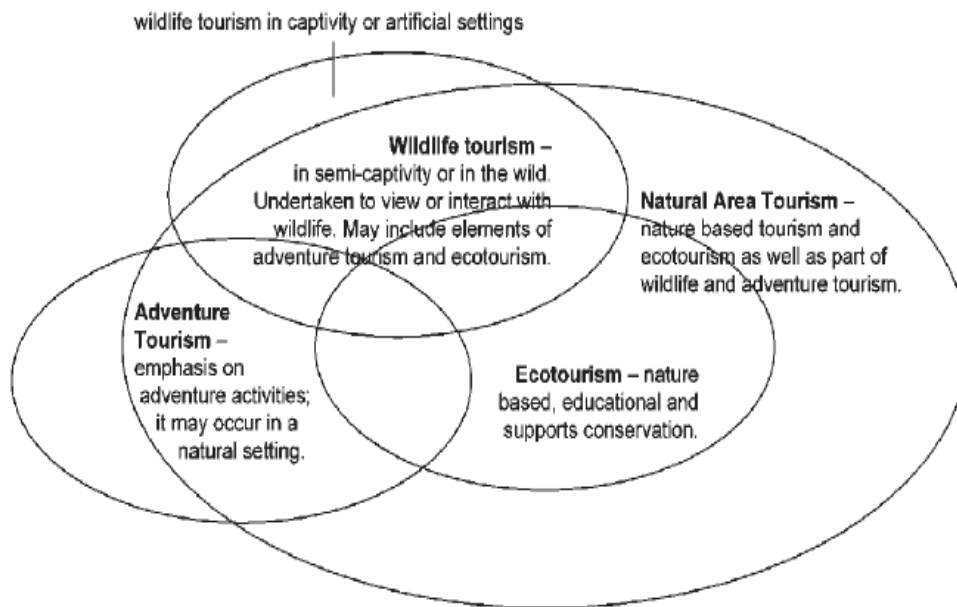 wildlife tourism in captivity or artificial settings
Wildlife tourism –
in semi-captivity or in the wild.
Undertaken to view or interact with
wildlife. May include elements of
adventure tourism and ecotourism.
Natural Area Tourism –
nature based tourism and
ecotourism as well as part of
wildlife and adventure tourism.
Adventure
Tourism –
emphasis on
adventure activities;
it may occur in a
natural setting.
Ecotourism – nature
based, educational and
supports conservation.